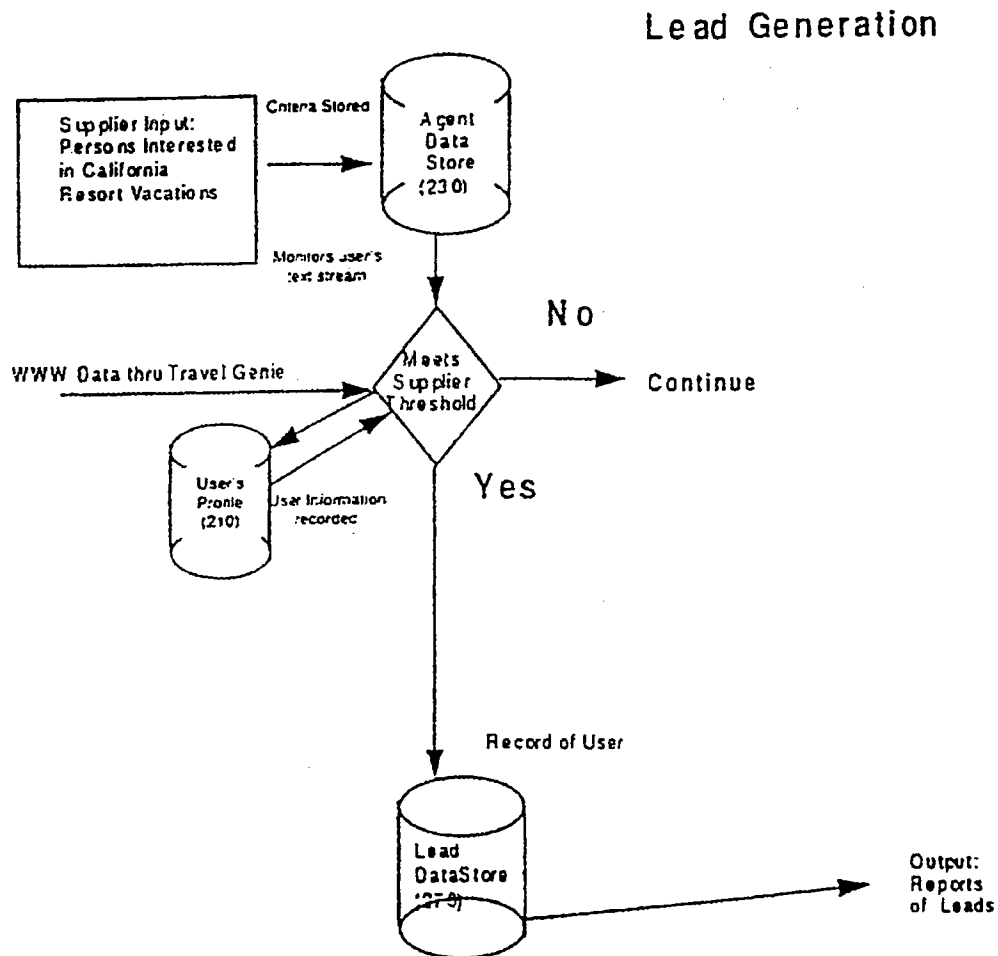 Lead Generation
Supplier Input:
Persons Interested
in California
Resort Vacations
Criteria Stored
Agent
Data
Store
(230)
Monitors user's
text stream
No
Meets
Supplier
Threshold
WWW Data thru Travel Genie
Continue
Yes
User's
Profile
(210)
User Information
recorded
Record of User
Lead
DataStore
Output:
Reports
of Leads